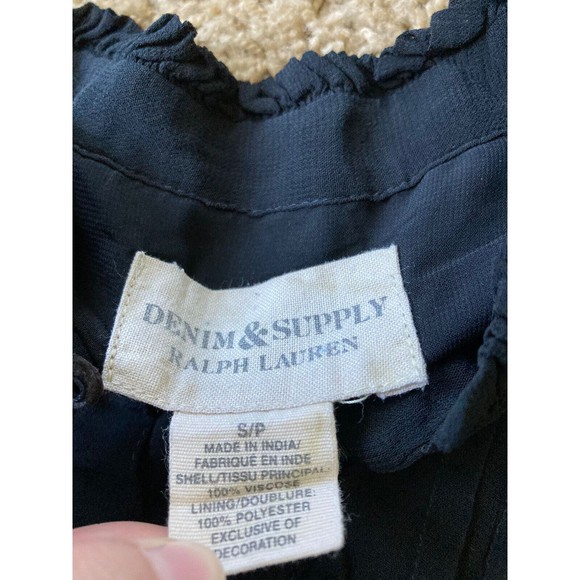 DENIM&SUPPLY
RALPH LAUREN
S/P
MADE IN INDIA/
FABRIQUÉ EN INDE
SHELL/TISSU PRINCIPAL:
100% VISCOSE
LINING/DOUBLURE:
100% POLYESTER
EXCLUSIVE OF
DECORATION